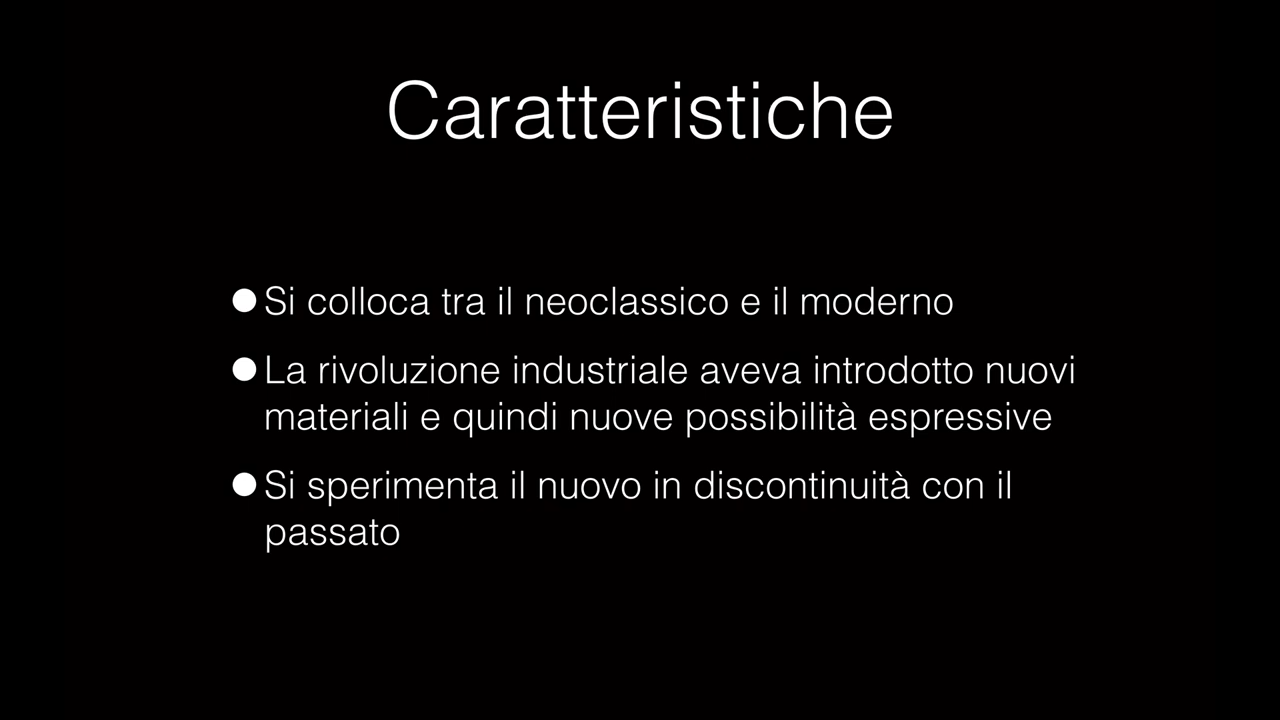 Caratteristiche
●Si colloca tra il neoclassico e il moderno
●La rivoluzione industriale aveva introdotto nuovi
materiali e quindi nuove possibilità espressive
●Si sperimenta il nuovo in discontinuità con il
passato